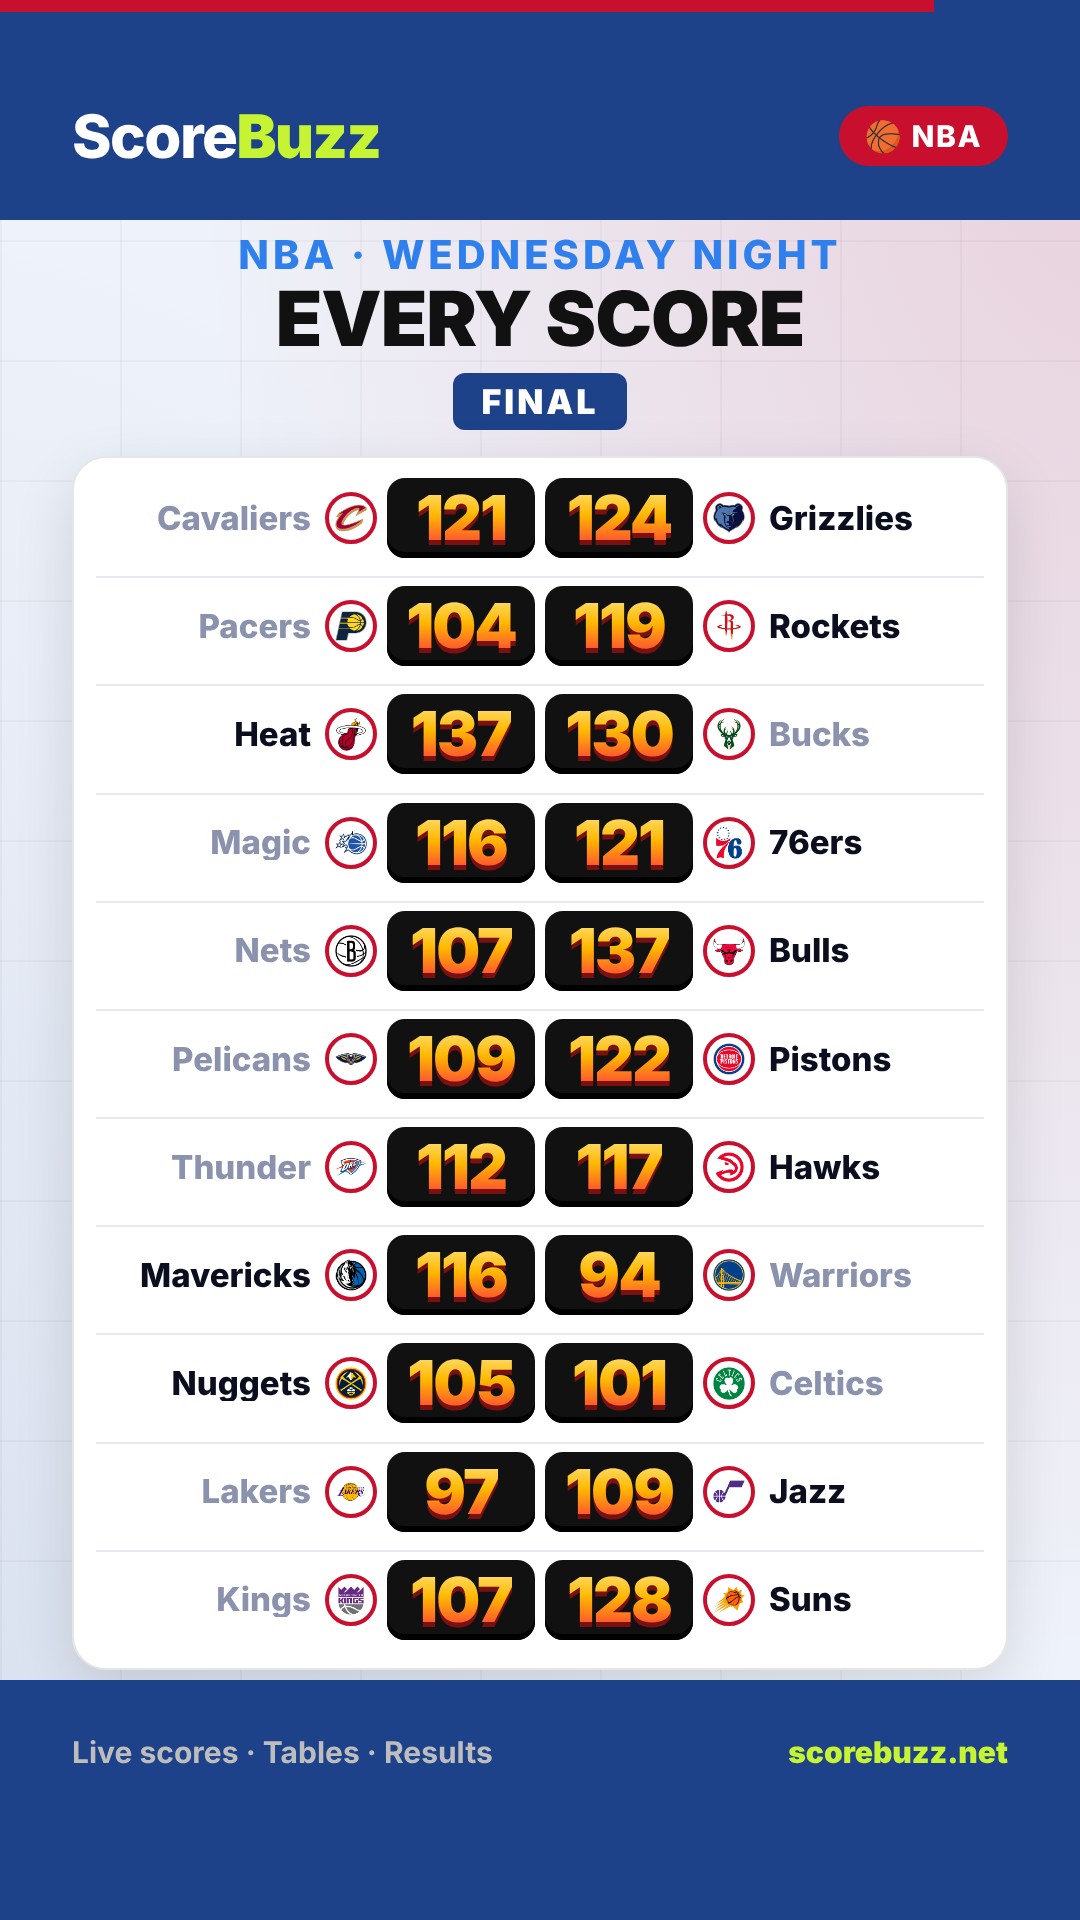 ScoreBuzz
NBA
NBA · WEDNESDAY NIGHT
EVERY SCORE
FINAL
Cavaliers 121 124 Grizzlies
Pacers 104 119 Rockets
Heat 137 130 Bucks
Magic 116 121 76ers
Nets 107 137 Bulls
Pelicans 109 122 Pistons
Thunder 112 117 Hawks
Mavericks 116 94 Warriors
Nuggets 105 101 Celtics
Lakers 97 109 Jazz
Kings 107 128 Suns
Live scores · Tables · Results
scorebuzz.net